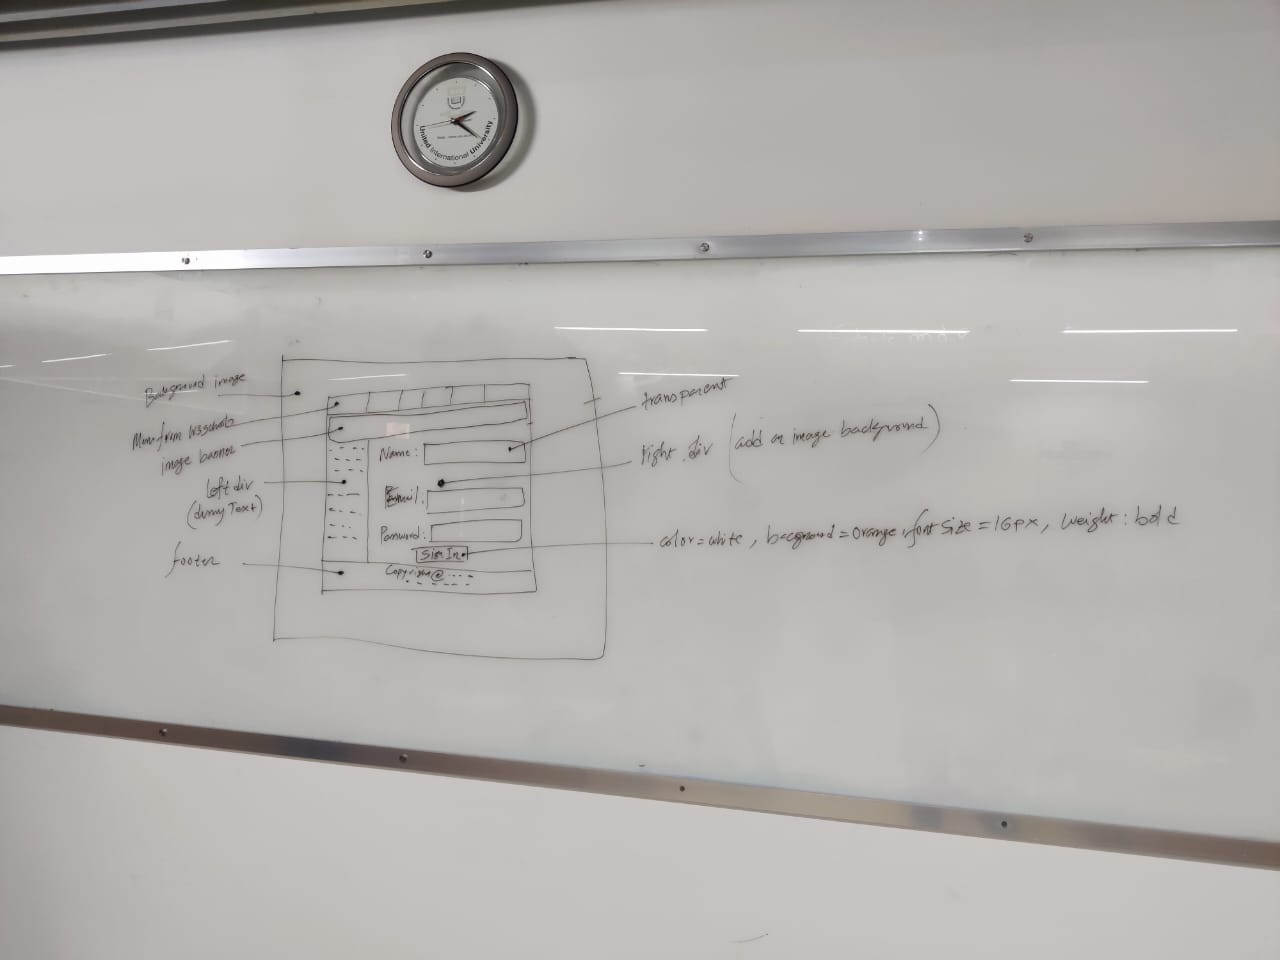 United International University
Background image
transparent
Menu from W3schools
image banner
Name:
right div (add an image background)
left div
(dumy Text)
Email:
Password:
Sign In
color=white, background=orange, font size=16px, weight: bold
footer
Copyright@